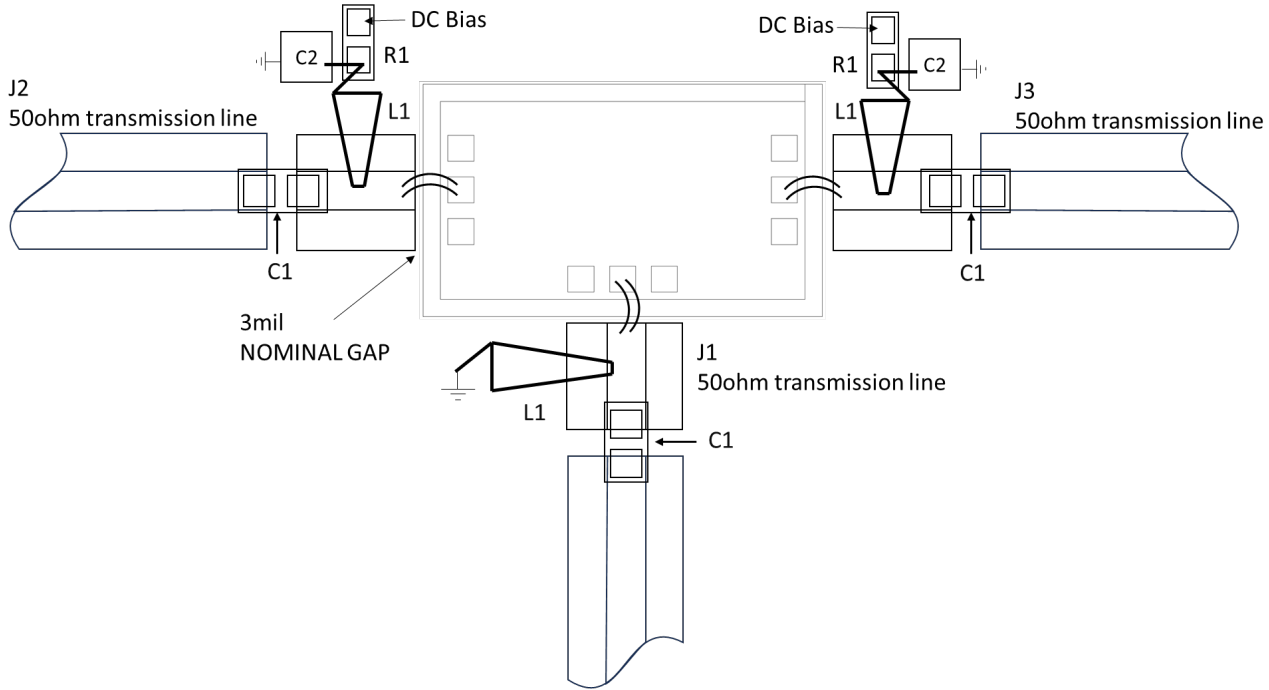 DC Bias
DC Bias
C2
R1
R1
C2
J2
50ohm transmission line
L1
L1
J3
50ohm transmission line
C1
C1
3mil
NOMINAL GAP
J1
50ohm transmission line
L1
C1